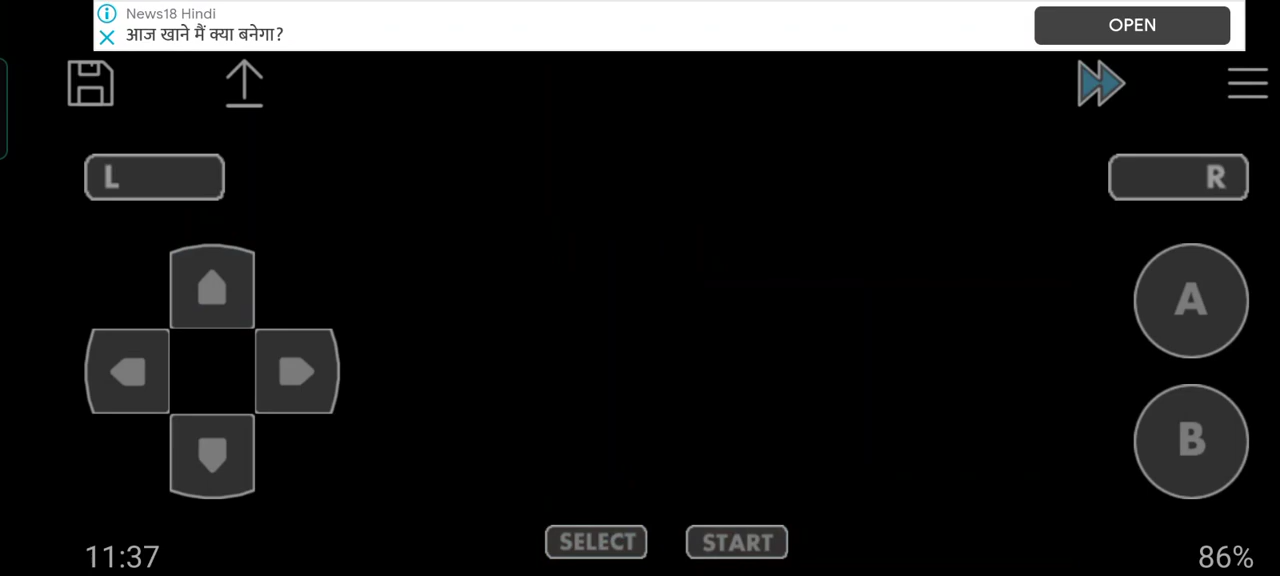 News18 Hindi
आज खाने मैं क्या बनेगा?
OPEN
L
R
A
B
SELECT
START
11:37
86%